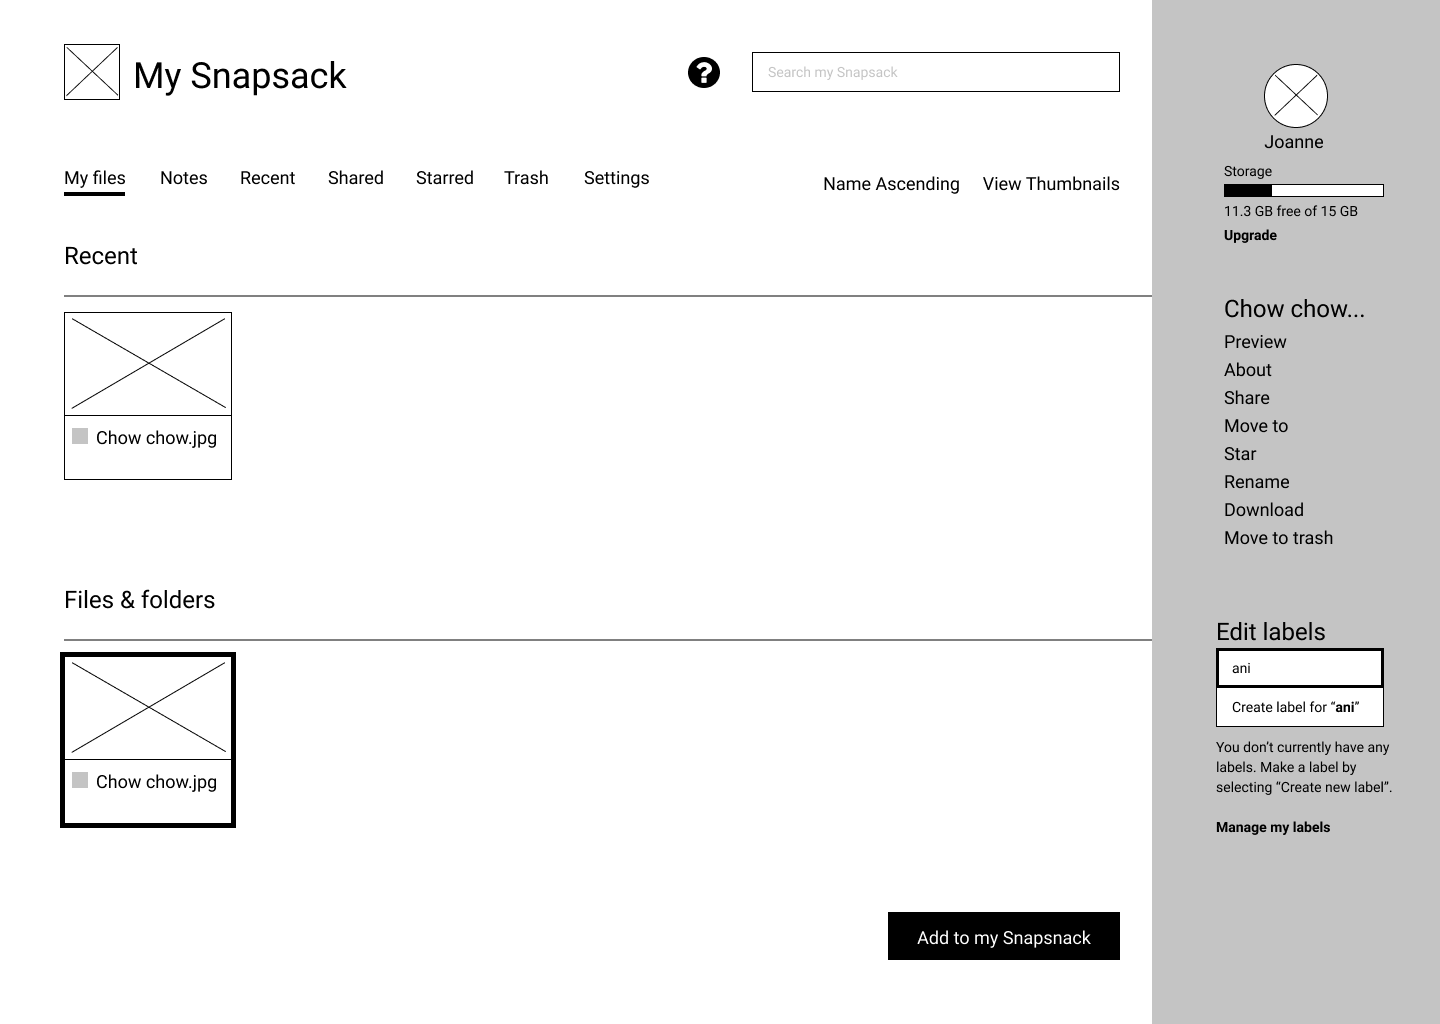 My Snapsack
?
Search my Snapsack
My files
Notes
Recent
Shared
Starred
Trash
Settings
Name Ascending
View Thumbnails
Recent
Chow chow.jpg
Files & folders
Chow chow.jpg
Add to my Snapsnack
Joanne
Storage
11.3 GB free of 15 GB
Upgrade
Chow chow...
Preview
About
Share
Move to
Star
Rename
Download
Move to trash
Edit labels
ani
Create label for “ani”
You don’t currently have any
labels. Make a label by
selecting “Create new label”.
Manage my labels